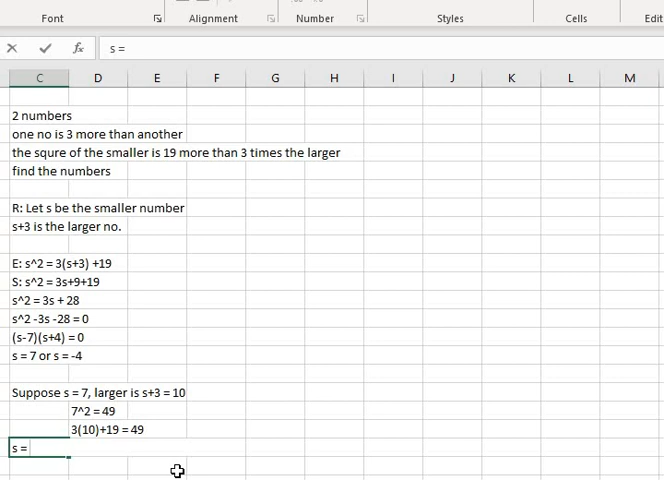 Font Alignment Number Styles Cells Edit
fx s =
C D E F G H I J K L M
2 numbers
one no is 3 more than another
the squre of the smaller is 19 more than 3 times the larger
find the numbers
R: Let s be the smaller number
s+3 is the larger no.
E: s^2 = 3(s+3) +19
S: s^2 = 3s+9+19
s^2 = 3s + 28
s^2 -3s -28 = 0
(s-7)(s+4) = 0
s = 7 or s = -4
Suppose s = 7, larger is s+3 = 10
7^2 = 49
3(10)+19 = 49
s =